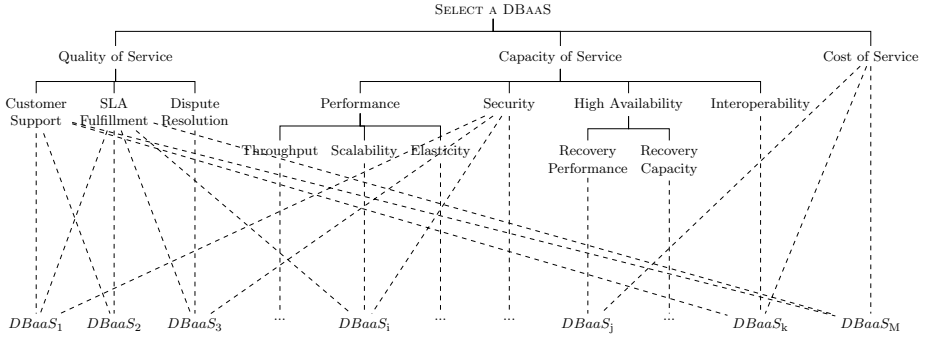 SELECT A DBAAS
Quality of Service Capacity of Service Cost of Service
Customer Support SLA Fulfillment Dispute Resolution Performance Security High Availability Interoperability
Throughput Scalability Elasticity Recovery Performance Recovery Capacity
DBaaS1 DBaaS2 DBaaS3 ... DBaaSi ... ... DBaaSj ... DBaaSk DBaaSM